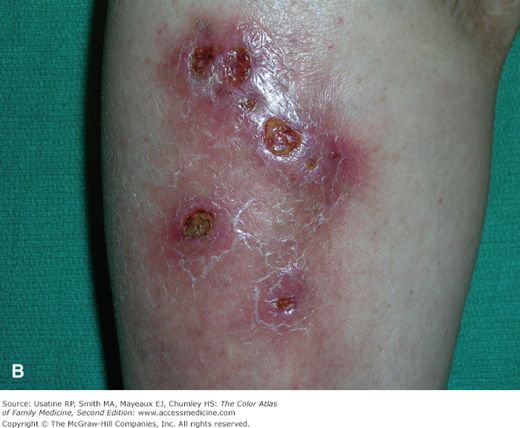 B
Source: Usatine RP, Smith MA, Mayeaux EJ, Chumley HS: The Color Atlas
of Family Medicine, Second Edition: www.accessmedicine.com
Copyright © The McGraw-Hill Companies, Inc. All rights reserved.